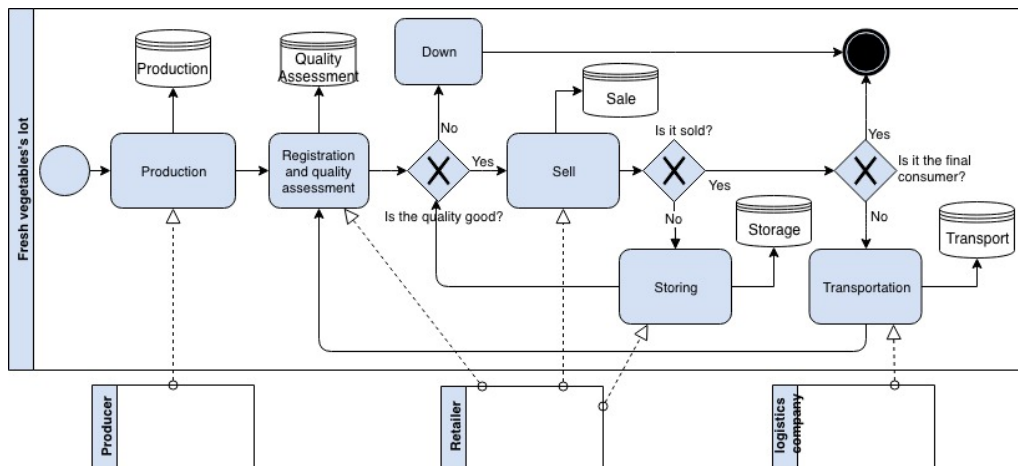 Fresh vegetables's lot
Production
Quality
Assessment
Down
Sale
Is it sold?
No
Yes
Production
Registration
and quality
assessment
Yes
Sell
Yes
Is it the final
consumer?
Is the quality good?
No
No
Storage
Transport
Storing
Transportation
Producer
Retailer
logistics
company